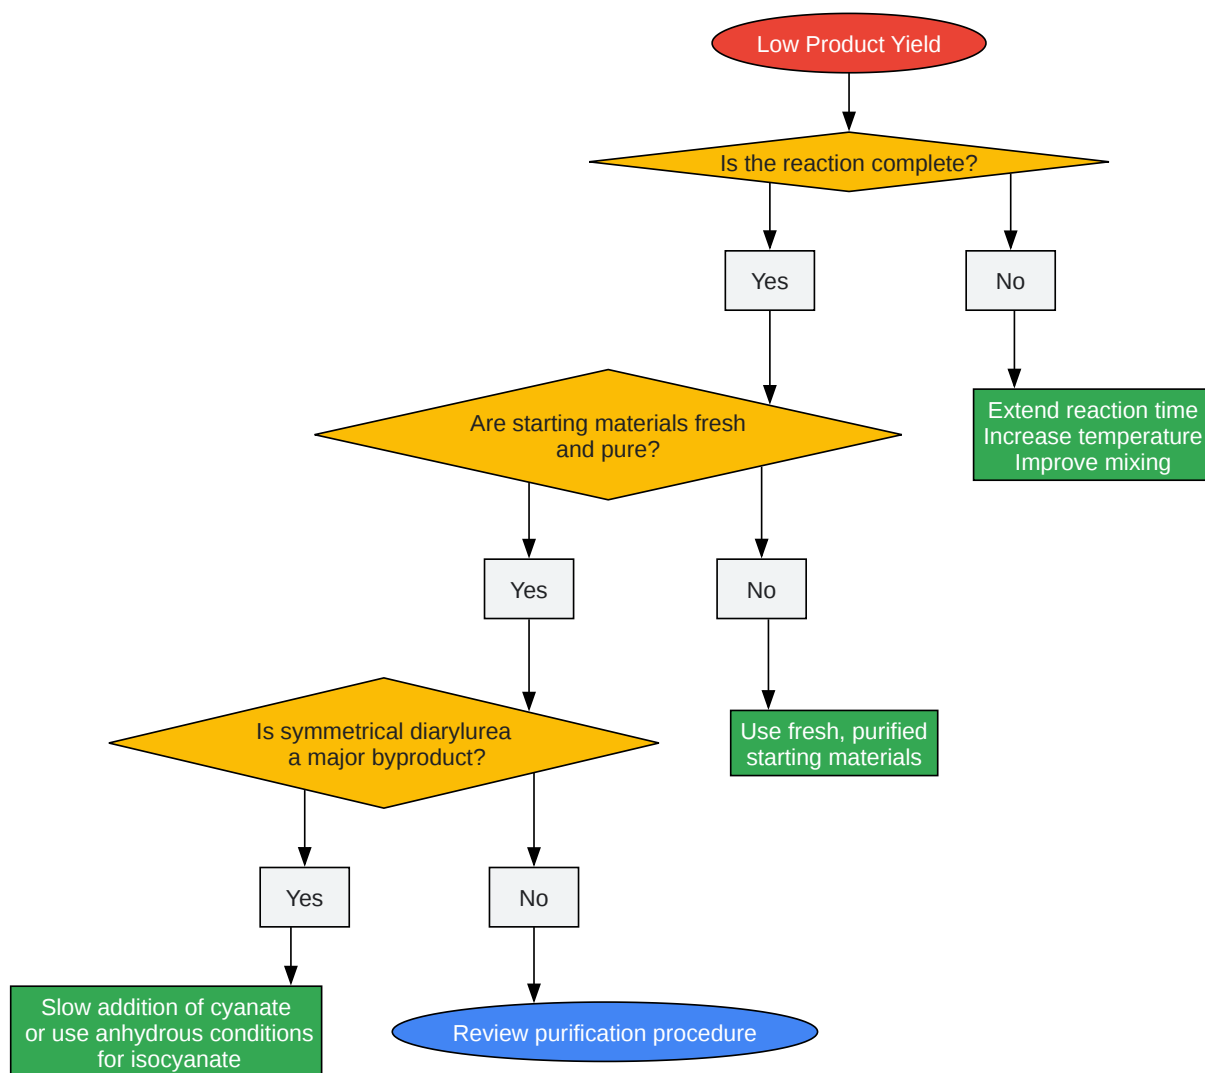 Low Product Yield
Is the reaction complete?
Yes
No
Extend reaction time
Increase temperature
Improve mixing
Are starting materials fresh
and pure?
Yes
No
Use fresh, purified
starting materials
Is symmetrical diarylurea
a major byproduct?
Yes
No
Slow addition of cyanate
or use anhydrous conditions
for isocyanate
Review purification procedure